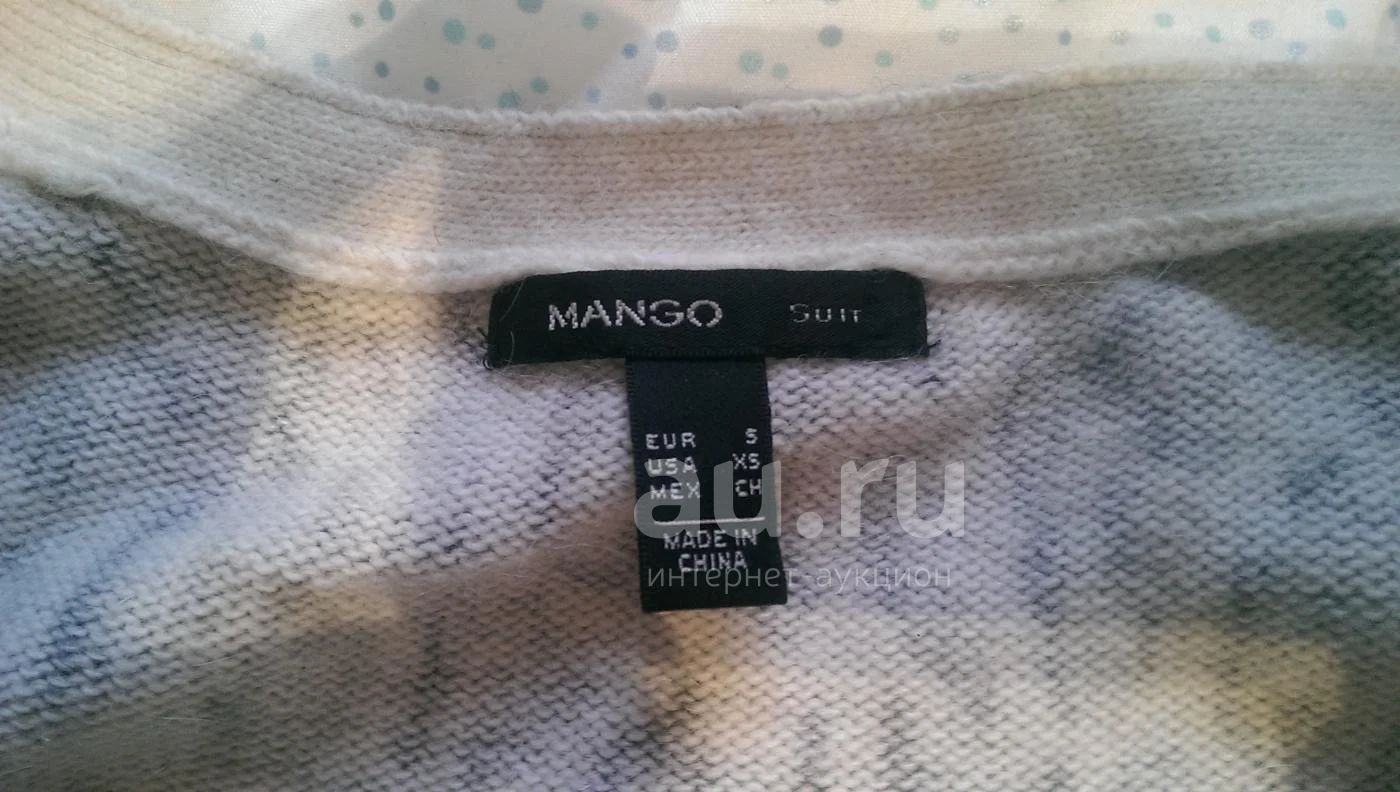 MANGO SUIT
EUR S
USA XS
MEX CH
MADE IN
CHINA
au.ru
интернет-аукцион